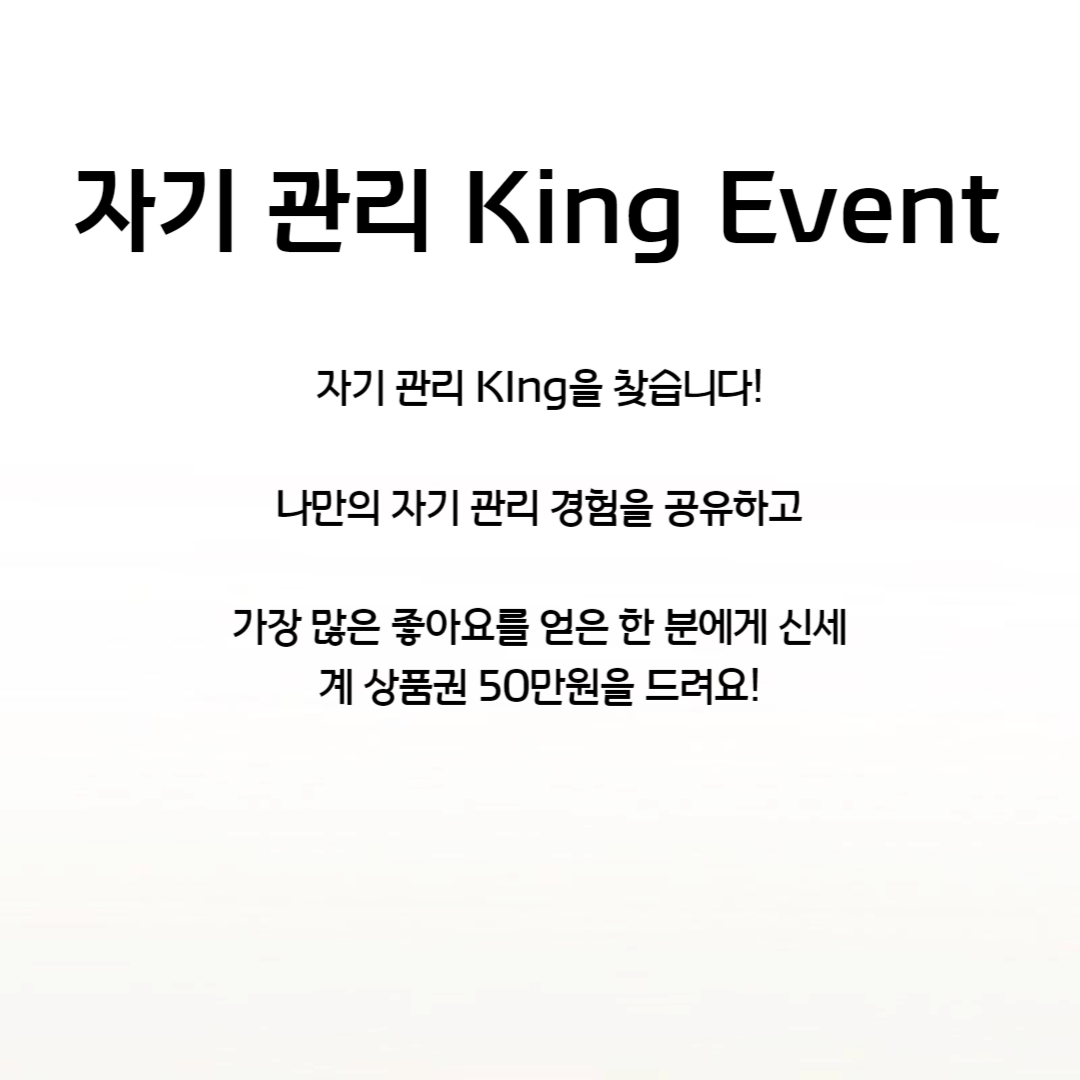 자기 관리 King Event
자기 관리 KIng을 찾습니다!
나만의 자기 관리 경험을 공유하고
가장 많은 좋아요를 얻은 한 분에게 신세
계 상품권 50만원을 드려요!